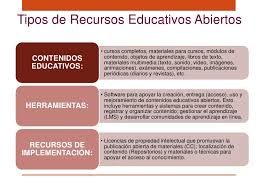 Tipos de Recursos Educativos Abiertos
CONTENIDOS
EDUCATIVOS:
• cursos completos, materiales para cursos, módulos de
contenido, objetos de aprendizaje, libros de texto,
materiales multimedia (texto, sonido, vídeo, imágenes,
animaciones), exámenes, compilaciones, publicaciones
periódicas (diarios y revistas), etc
HERRAMIENTAS:
• Software para apoyar la creación, entrega (acceso), uso y
mejoramiento de contenidos educativos abiertos. Esto
incluye herramientas y sistemas para crear contenido,
registrar y organizar contenido; gestionar el aprendizaje
(LMS) y desarrollar comunidades de aprendizaje en línea.
RECURSOS DE
IMPLEMENTACIÓN:
• Licencias de propiedad intelectual que promuevan la
publicación abierta de materiales (CC); localización de
contenido (Repositorios) y materiales o técnicas para
apoyar el acceso al conocimiento.